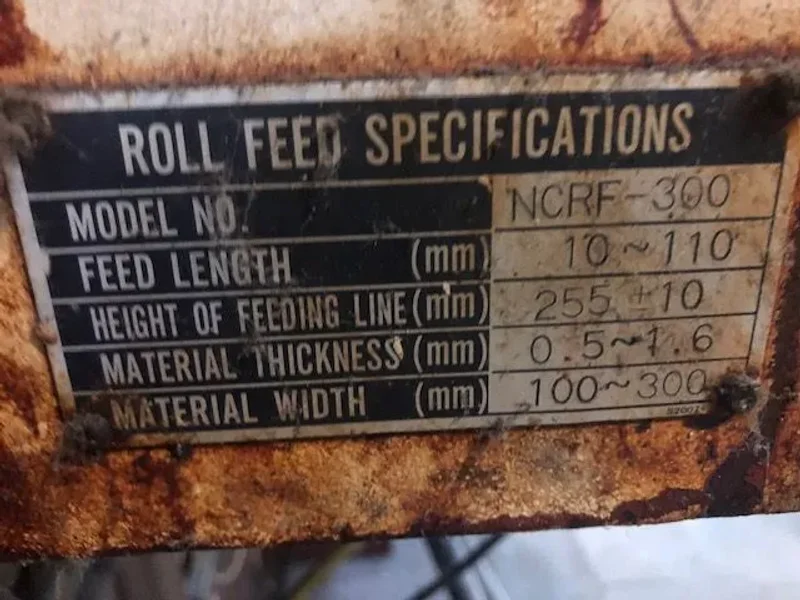 ROLL FEED SPECIFICATIONS
MODEL NO. NCRF-300
FEED LENGTH (mm) 10~110
HEIGHT OF FEEDING LINE (mm) 255 ±10
MATERIAL THICKNESS (mm) 0.5~1.6
MATERIAL WIDTH (mm) 100~300